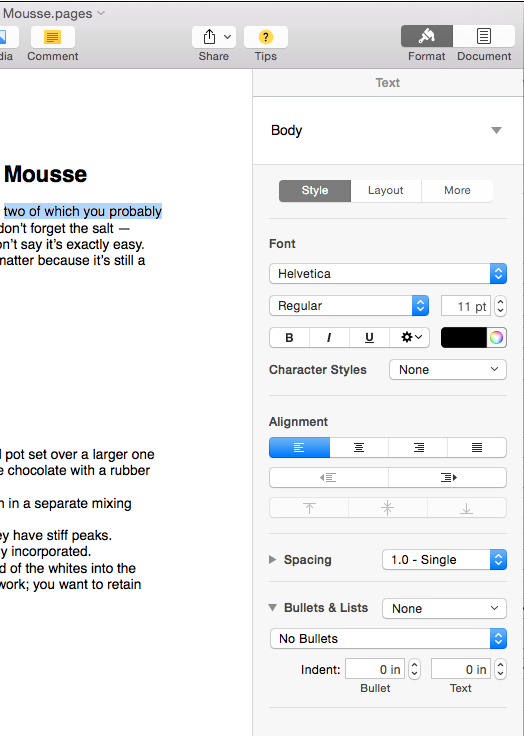 Mousse.pages
dia Comment Share Tips Format Document
Text
Body
Mousse
Style Layout More
two of which you probably
don't forget the salt —
n't say it's exactly easy.
natter because it's still a
Font
Helvetica
Regular 11 pt
B I U
Character Styles None
Alignment
l pot set over a larger one
e chocolate with a rubber
n in a separate mixing
ey have stiff peaks.
y incorporated.
d of the whites into the
work; you want to retain
Spacing 1.0 - Single
Bullets & Lists None
No Bullets
Indent: 0 in 0 in
Bullet Text